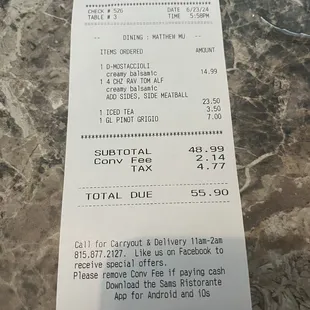 CHECK # 526 DATE 6/23/24
TABLE # 3 TIME 5:58PM
-- DINING: MATTHEW MU --
ITEMS ORDERED AMOUNT
1 D-MOSTACCIOLI
creamy balsamic 14.99
1 4 CHZ RAV TOM ALF
creamy balsamic
ADD SIDES, SIDE MEATBALL
23.50
1 ICED TEA 3.50
1 GL PINOT GRIGIO 7.00
SUBTOTAL 48.99
Conv Fee 2.14
TAX 4.77
TOTAL DUE 55.90
Call for Carryout & Delivery 11am-2am
815.877.2127. Like us on Facebook to
receive special offers.
Please remove Conv Fee if paying cash
Download the Sams Ristorante
App for Android and iOs